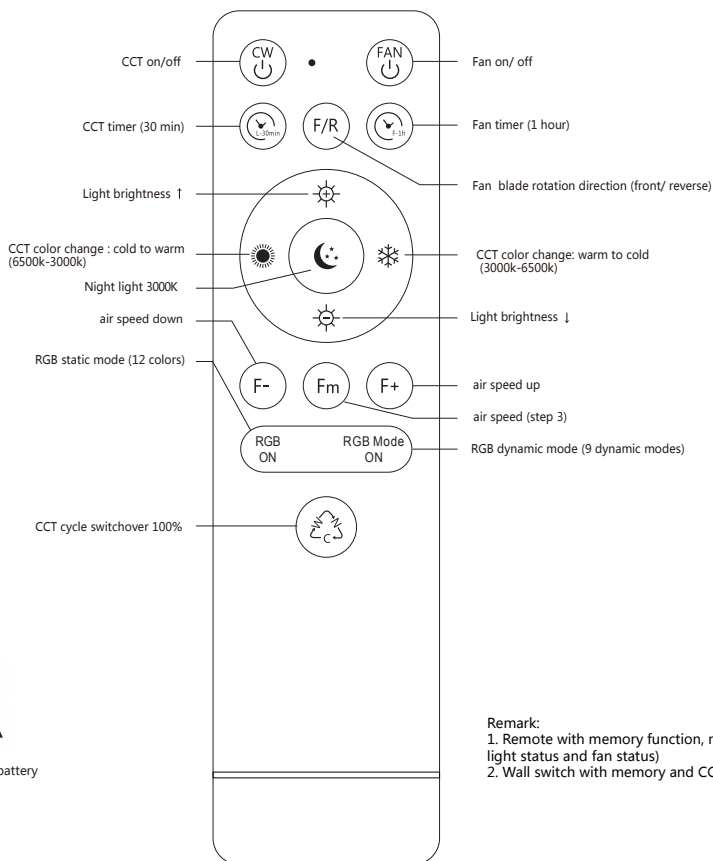 CW
FAN
CCT on/off
Fan on/ off
L-30min
F/R
F-1h
CCT timer (30 min)
Fan timer (1 hour)
Fan  blade rotation direction (front/ reverse)
Light brightness ↑
CCT color change : cold to warm
(6500k-3000k)
CCT color change: warm to cold
(3000k-6500k)
Night light 3000K
Light brightness ↓
air speed down
RGB static mode (12 colors)
F-
Fm
F+
air speed up
air speed (step 3)
RGB
ON
RGB Mode
ON
RGB dynamic mode (9 dynamic modes)
CCT cycle switchover 100%
N
N
C
battery
Remark:
1. Remote with memory function,
light status and fan status)
2. Wall switch with memory and